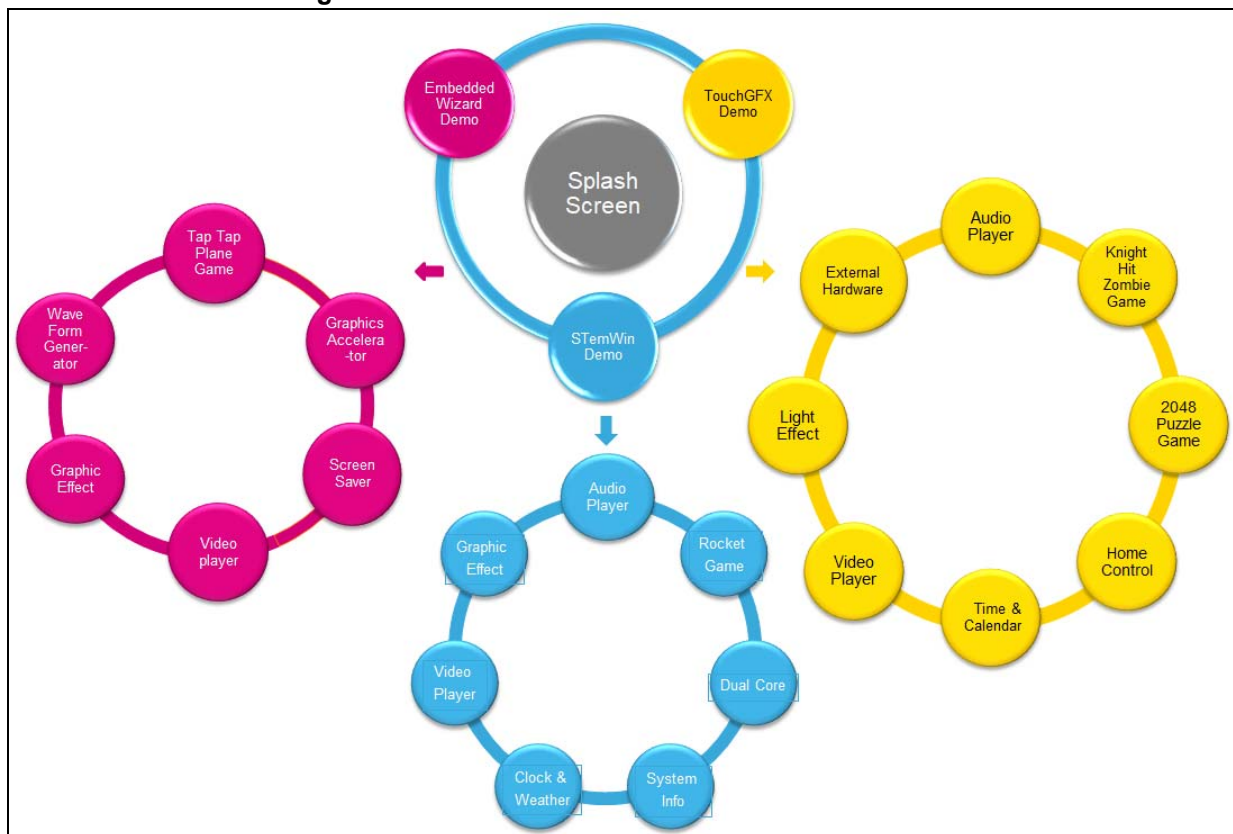 Embedded
Wizard
Demo
TouchGFX
Demo
Splash
Screen
STemWin
Demo
Tap Tap
Plane
Game
Graphics
Accelera
-tor
Screen
Saver
Video
player
Graphic
Effect
Wave
Form
Gener-
ator
Audio
Player
Rocket
Game
Dual Core
System
Info
Clock &
Weather
Video
Player
Graphic
Effect
Audio
Player
Knight
Hit
Zombie
Game
2048
Puzzle
Game
Home
Control
Time &
Calendar
Video
Player
Light
Effect
External
Hardware